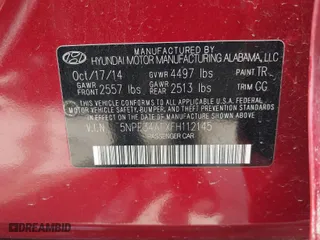 HYUNDAI MOTOR MANUFACTURING ALABAMA, LLC
Oct/17/14 GVWR 4497 lbs PAINT TR
GAWR FRONT 2557 lbs GAWR REAR 2513 lbs TRIM GG
THIS VEHICLE CONFORMS TO ALL APPLICABLE U.S. FEDERAL
MOTOR VEHICLE SAFETY, BUMPER, AND THEFT PREVENTION
STANDARDS IN EFFECT ON THE DATE OF MANUFACTURE SHOWN ABOVE.
V.I.N.
PASSENGER CAR
DREAMBID